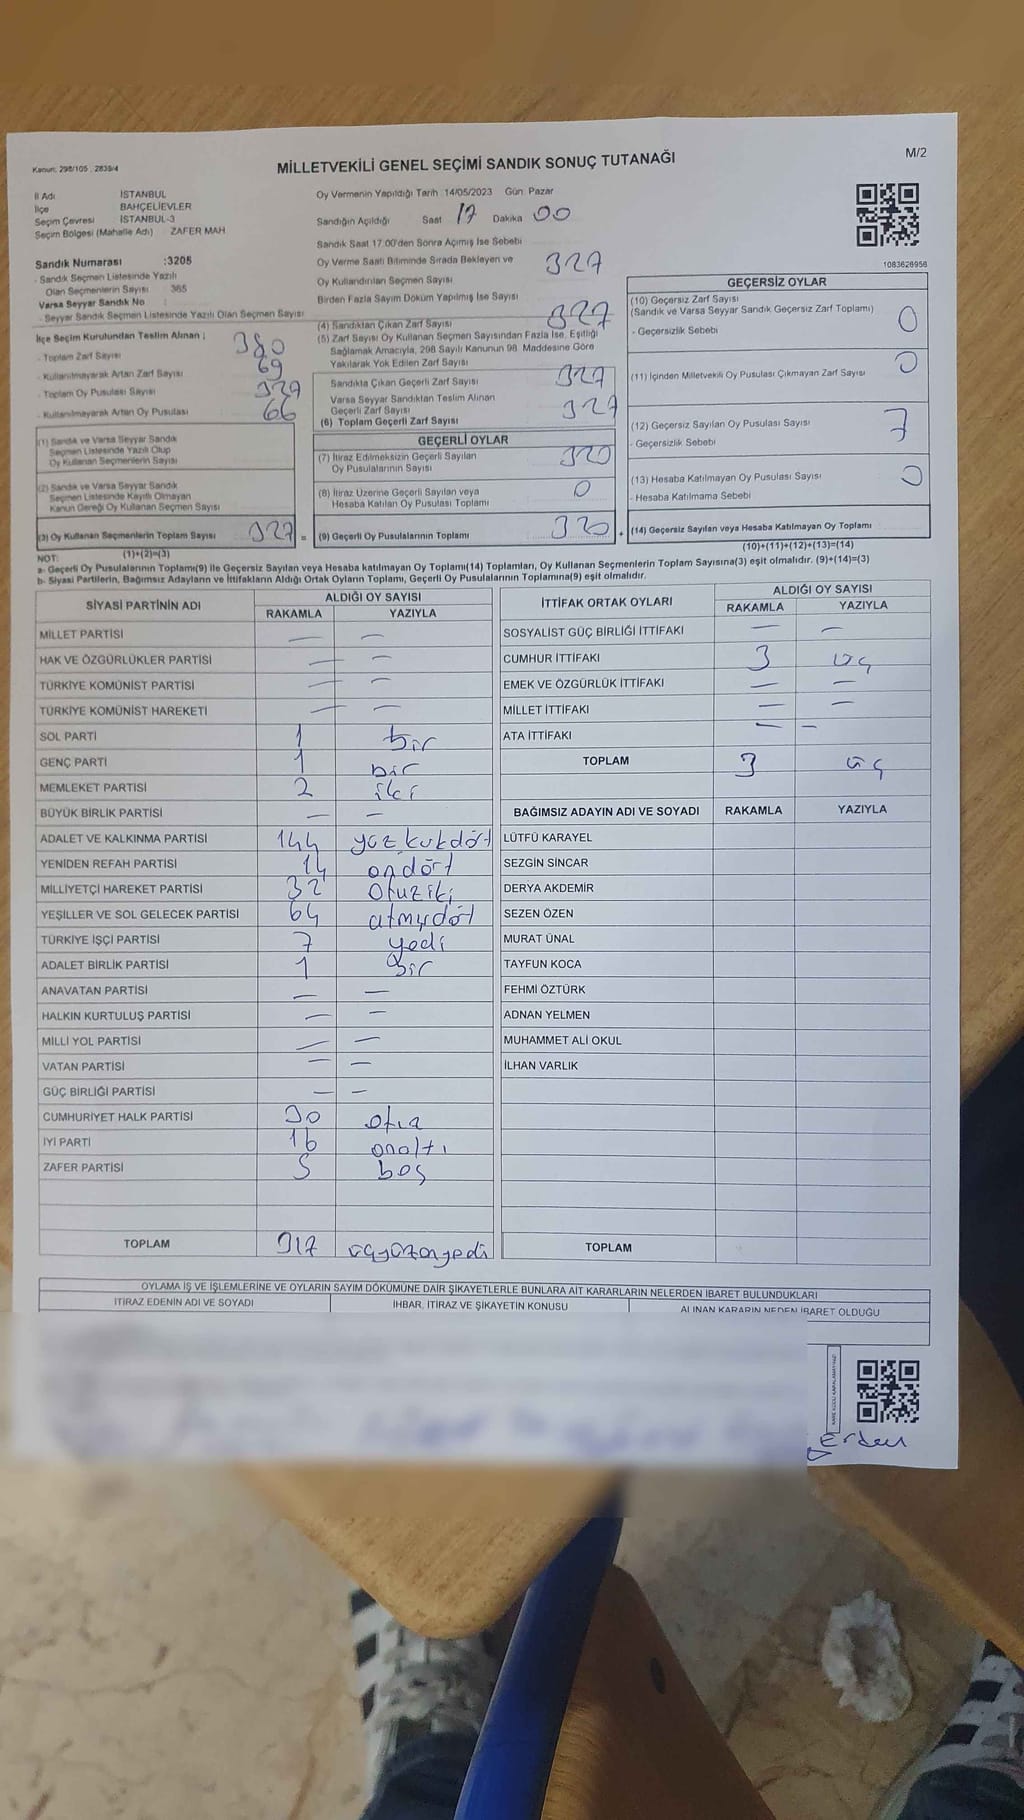 Kanun: 298/105 , 2839/4
MİLLETVEKİLİ GENEL SEÇİMİ SANDIK SONUÇ TUTANAĞI
M/2
İl Adı İSTANBUL
İlçe BAHÇELİEVLER
Seçim Çevresi İSTANBUL-3
Seçim Bölgesi (Mahalle Adı) ZAFER MAH
Sandık Numarası :3205
- Sandık Seçmen Listesinde Yazılı
Olan Seçmenlerin Sayısı : 365
Varsa Seyyar Sandık No :
- Seyyar Sandık Seçmen Listesinde Yazılı Olan Seçmen Sayısı
İlçe Seçim Kurulundan Teslim Alınan ;
- Toplam Zarf Sayısı 380
- Kullanılmayarak Artan Zarf Sayısı 69
- Toplam Oy Pusulası Sayısı 327
- Kullanılmayarak Artan Oy Pusulası 66
(1) Sandık ve Varsa Seyyar Sandık
Seçmen Listesinde Yazılı Olup
Oy Kullanan Seçmenlerin Sayısı
(2) Sandık ve Varsa Seyyar Sandık
Seçmen Listesinde Kayıtlı Olmayan
Kanun Gereği Oy Kullanan Seçmen Sayısı
(3) Oy Kullanan Seçmenlerin Toplam Sayısı 327 =
(1)+(2)=(3)
Oy Vermenin Yapıldığı Tarih :14/05/2023 Gün: Pazar
Sandığın Açıldığı Saat 17 Dakika 00
Sandık Saat 17.00'den Sonra Açımış İse Sebebi
Oy Verme Saati Bitiminde Sırada Bekleyen ve 327
Oy Kullandırılan Seçmen Sayısı
Birden Fazla Sayım Döküm Yapılmış İse Sayısı
(4) Sandıktan Çıkan Zarf Sayısı 327
(5) Zarf Sayısı Oy Kullanan Seçmen Sayısından Fazla İse, Eşitliği
Sağlamak Amacıyla, 298 Sayılı Kanunun 98. Maddesine Göre
Yakılarak Yok Edilen Zarf Sayısı
Sandıkta Çıkan Geçerli Zarf Sayısı 327
Varsa Seyyar Sandıktan Teslim Alınan
Geçerli Zarf Sayısı 327
(6) Toplam Geçerli Zarf Sayısı
GEÇERLİ OYLAR
(7) İtiraz Edilmeksizin Geçerli Sayılan
Oy Pusulalarının Sayısı 320
(8) İtiraz Üzerine Geçerli Sayılan veya
Hesaba Katılan Oy Pusulası Toplamı 0
(9) Geçerli Oy Pusulalarının Toplamı 320 +
1083628956
GEÇERSİZ OYLAR
(10) Geçersiz Zarf Sayısı
(Sandık ve Varsa Seyyar Sandık Geçersiz Zarf Toplamı) 0
- Geçersizlik Sebebi
(11) İçinden Milletvekili Oy Pusulası Çıkmayan Zarf Sayısı 0
(12) Geçersiz Sayılan Oy Pusulası Sayısı 7
- Geçersizlik Sebebi
(13) Hesaba Katılmayan Oy Pusulası Sayısı 0
- Hesaba Katılmama Sebebi
(14) Geçersiz Sayılan veya Hesaba Katılmayan Oy Toplamı
(10)+(11)+(12)+(13)=(14)
NOT:
a- Geçerli Oy Pusulalarının Toplamı(9) ile Geçersiz Sayılan veya Hesaba katılmayan Oy Toplamı(14) Toplamları, Oy Kullanan Seçmenlerin Toplam Sayısına(3) eşit olmalıdır. (9)+(14)=(3)
b- Siyasi Partilerin, Bağımsız Adayların ve İttifakların Aldığı Ortak Oyların Toplamı, Geçerli Oy Pusulalarının Toplamına(9) eşit olmalıdır.
SİYASİ PARTİNİN ADI ALDIĞI OY SAYISI
RAKAMLA YAZIYLA
MİLLET PARTİSİ — —
HAK VE ÖZGÜRLÜKLER PARTİSİ — —
TÜRKİYE KOMÜNİST PARTİSİ — —
TÜRKİYE KOMÜNİST HAREKETİ — —
SOL PARTİ 1 bir
GENÇ PARTİ 1 bir
MEMLEKET PARTİSİ 2 iki
BÜYÜK BİRLİK PARTİSİ — —
ADALET VE KALKINMA PARTİSİ 144 yüz kırkdört
YENİDEN REFAH PARTİSİ 14 ondört
MİLLİYETÇİ HAREKET PARTİSİ 32 otuziki
YEŞİLLER VE SOL GELECEK PARTİSİ 64 atmışdört
TÜRKİYE İŞÇİ PARTİSİ 7 yedi
ADALET BİRLİK PARTİSİ 1 Bir
ANAVATAN PARTİSİ — —
HALKIN KURTULUŞ PARTİSİ — —
MİLLİ YOL PARTİSİ — —
VATAN PARTİSİ — —
GÜÇ BİRLİĞİ PARTİSİ — —
CUMHURİYET HALK PARTİSİ 30
İYİ PARTİ 16 onaltı
ZAFER PARTİSİ 5 beş
TOPLAM 317 üçyüzonyedi
İTTİFAK ORTAK OYLARI ALDIĞI OY SAYISI
RAKAMLA YAZIYLA
SOSYALİST GÜÇ BİRLİĞİ İTTİFAKI — —
CUMHUR İTTİFAKI 3 üç
EMEK VE ÖZGÜRLÜK İTTİFAKI — —
MİLLET İTTİFAKI — —
ATA İTTİFAKI — —
TOPLAM 3 üç
BAĞIMSIZ ADAYIN ADI VE SOYADI RAKAMLA YAZIYLA
LÜTFÜ KARAYEL
SEZGİN SİNCAR
DERYA AKDEMİR
SEZEN ÖZEN
MURAT ÜNAL
TAYFUN KOCA
FEHMİ ÖZTÜRK
ADNAN YELMEN
MUHAMMET ALİ OKUL
İLHAN VARLIK
TOPLAM
OYLAMA İŞ VE İŞLEMLERİNE VE OYLARIN SAYIM DÖKÜMÜNE DAİR ŞİKAYETLERLE BUNLARA AİT KARARLARIN NELERDEN İBARET BULUNDUKLARI
İTİRAZ EDENİN ADI VE SOYADI İHBAR, İTİRAZ VE ŞİKAYETİN KONUSU ALINAN KARARIN NEDEN İBARET OLDUĞU
Erdem